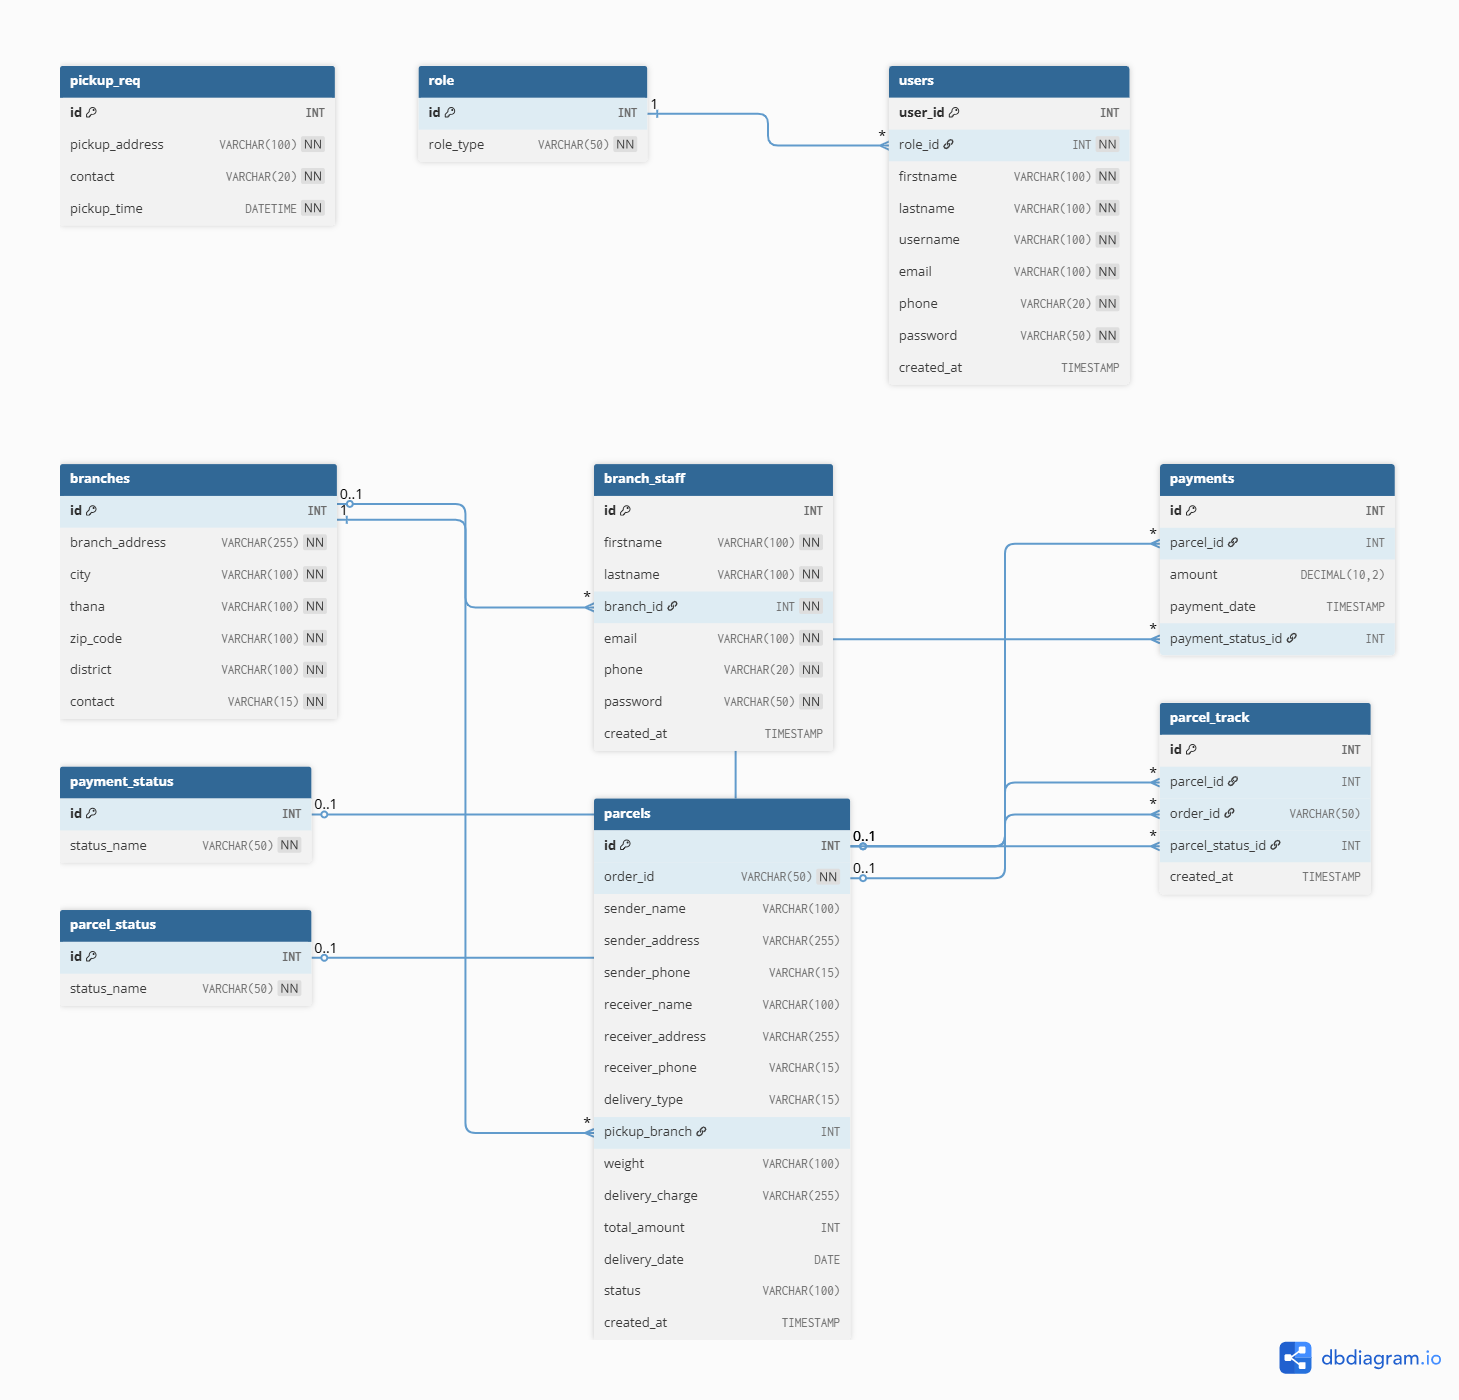 pickup_req
id INT
pickup_address VARCHAR(100) NN
contact VARCHAR(20) NN
pickup_time DATETIME NN
role
id INT
role_type VARCHAR(50) NN
1
*
users
user_id INT
role_id INT NN
firstname VARCHAR(100) NN
lastname VARCHAR(100) NN
username VARCHAR(100) NN
email VARCHAR(100) NN
phone VARCHAR(20) NN
password VARCHAR(50) NN
created_at TIMESTAMP
branches
id INT
branch_address VARCHAR(255) NN
city VARCHAR(100) NN
thana VARCHAR(100) NN
zip_code VARCHAR(100) NN
district VARCHAR(100) NN
contact VARCHAR(15) NN
0..1
1
*
branch_staff
id INT
firstname VARCHAR(100) NN
lastname VARCHAR(100) NN
branch_id INT NN
email VARCHAR(100) NN
phone VARCHAR(20) NN
password VARCHAR(50) NN
created_at TIMESTAMP
*
*
payments
id INT
parcel_id INT
amount DECIMAL(10,2)
payment_date TIMESTAMP
payment_status_id INT
payment_status
id INT
status_name VARCHAR(50) NN
0..1
parcel_status
id INT
status_name VARCHAR(50) NN
0..1
*
parcels
id INT
order_id VARCHAR(50) NN
sender_name VARCHAR(100)
sender_address VARCHAR(255)
sender_phone VARCHAR(15)
receiver_name VARCHAR(100)
receiver_address VARCHAR(255)
receiver_phone VARCHAR(15)
delivery_type VARCHAR(15)
pickup_branch INT
weight VARCHAR(100)
delivery_charge VARCHAR(255)
total_amount INT
delivery_date DATE
status VARCHAR(100)
created_at TIMESTAMP
0..1
0..1
*
*
*
parcel_track
id INT
parcel_id INT
order_id VARCHAR(50)
parcel_status_id INT
created_at TIMESTAMP
dbdiagram.io